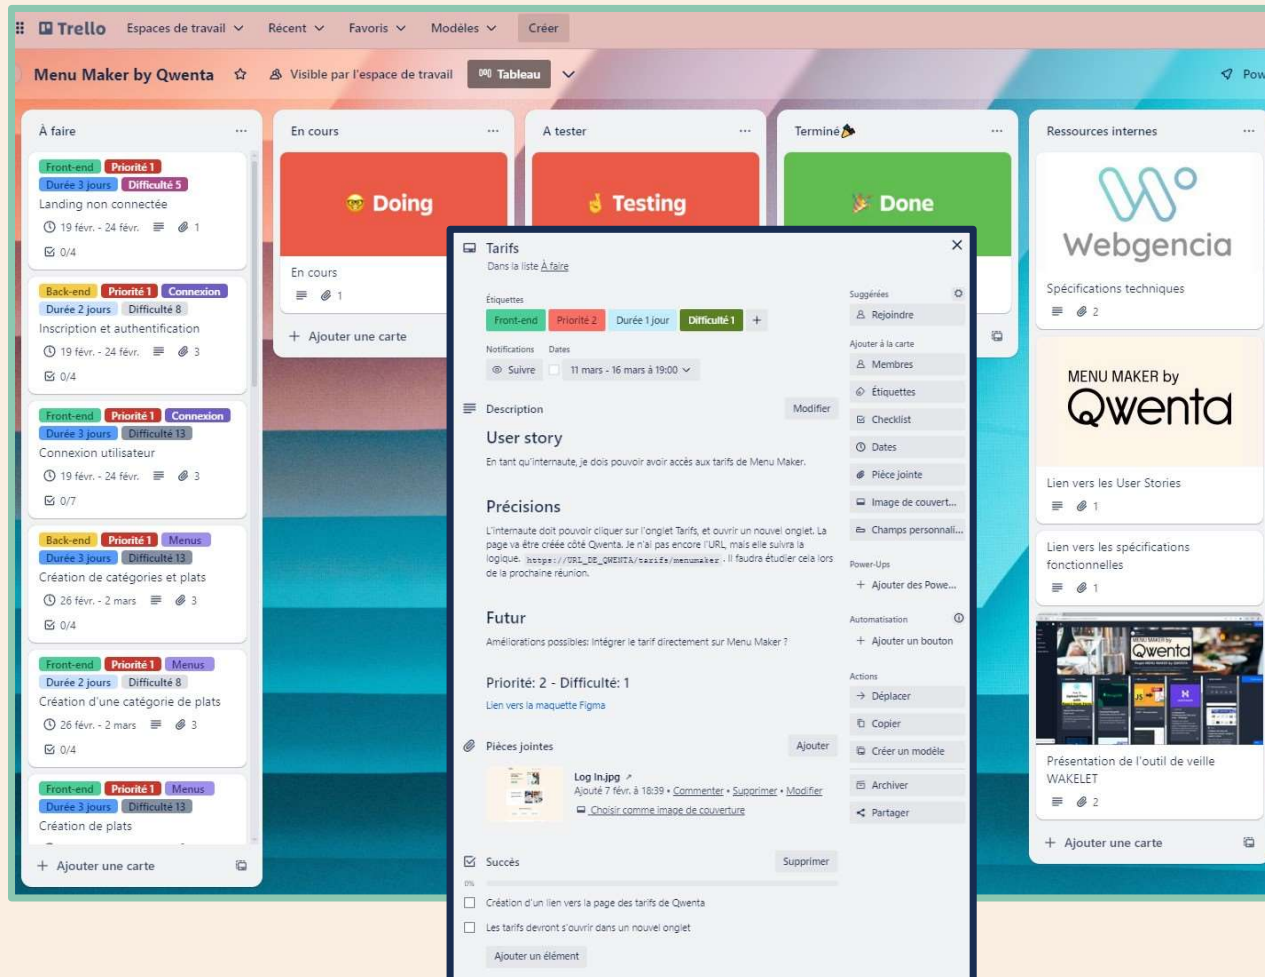 Trello Espaces de travail Récent Favoris Modèles Créer
Menu Maker by Qwenta Visible par l'espace de travail Tableau Pow
À faire
Front-end Priorité 1
Durée 3 jours Difficulté 5
Landing non connectée
19 févr. - 24 févr. 1
0/4
Back-end Priorité 1 Connexion
Durée 2 jours Difficulté 8
Inscription et authentification
19 févr. - 24 févr. 3
0/4
Front-end Priorité 1 Connexion
Durée 3 jours Difficulté 13
Connexion utilisateur
19 févr. - 24 févr. 3
0/7
Back-end Priorité 1 Menus
Durée 3 jours Difficulté 13
Création de catégories et plats
26 févr. - 2 mars 3
0/4
Front-end Priorité 1 Menus
Durée 2 jours Difficulté 8
Création d'une catégorie de plats
26 févr. - 2 mars 3
0/4
Front-end Priorité 1 Menus
Durée 3 jours Difficulté 13
Création de plats
+ Ajouter une carte
En cours
Doing
En cours
1
+ Ajouter une carte
A tester
Testing
Terminé
Done
Tarifs
Dans la liste À faire
Étiquettes
Front-end Priorité 2 Durée 1 jour Difficulté 1 +
Notifications Dates
Suivre 11 mars - 16 mars à 19:00
Description Modifier
User story
En tant qu'internaute, je dois pouvoir avoir accès aux tarifs de Menu Maker.
Précisions
L'internaute doit pouvoir cliquer sur l'onglet Tarifs, et ouvrir un nouvel onglet. La
page va être créée côté Qwenta. Je n'ai pas encore l'URL, mais elle suivra la
logique. https://URL_DE_QWENTA/tarifs/menumaker . Il faudra étudier cela lors
de la prochaine réunion.
Futur
Améliorations possibles: Intégrer le tarif directement sur Menu Maker ?
Priorité: 2 - Difficulté: 1
Lien vers la maquette Figma
Pièces jointes Ajouter
Log In.jpg
Ajouté 7 févr. à 18:39 • Commenter • Supprimer • Modifier
Choisir comme image de couverture
Succès Supprimer
0%
Création d'un lien vers la page des tarifs de Qwenta
Les tarifs devront s'ouvrir dans un nouvel onglet
Ajouter un élément
Suggérées
Rejoindre
Ajouter à la carte
Membres
Étiquettes
Checklist
Dates
Pièce jointe
Image de couvert...
Champs personnali...
Power-Ups
+ Ajouter des Powe...
Automatisation
+ Ajouter un bouton
Actions
Déplacer
Copier
Créer un modèle
Archiver
Partager
Ressources internes
Webgencia
Spécifications techniques
2
MENU MAKER by
Qwenta
Lien vers les User Stories
1
Lien vers les spécifications
fonctionnelles
1
Qwenta
Présentation de l'outil de veille
WAKELET
2
+ Ajouter une carte